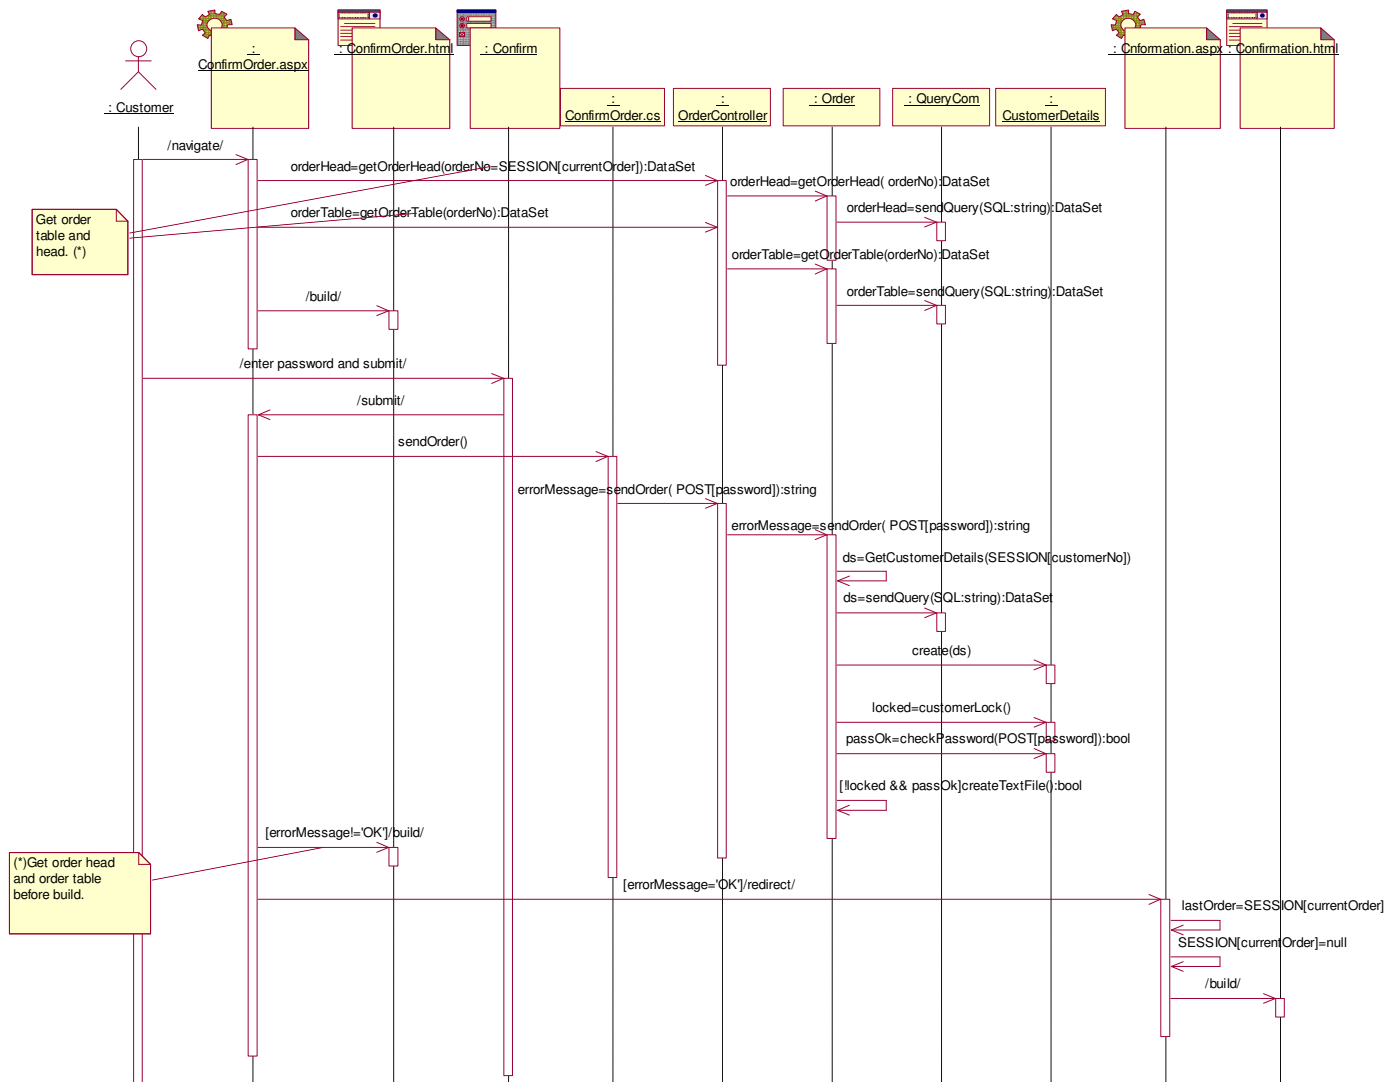 : Customer
:
ConfirmOrder.aspx
: ConfirmOrder.html
: Confirm
:
ConfirmOrder.cs
:
OrderController
: Order
: QueryCom
:
CustomerDetails
: Cnformation.aspx
: Confirmation.html
/navigate/
orderHead=getOrderHead(orderNo=SESSION[currentOrder]):DataSet
orderHead=getOrderHead( orderNo):DataSet
orderHead=sendQuery(SQL:string):DataSet
orderTable=getOrderTable(orderNo):DataSet
Get order
table and
head. (*)
orderTable=getOrderTable(orderNo):DataSet
orderTable=sendQuery(SQL:string):DataSet
/build/
/enter password and submit/
/submit/
sendOrder()
errorMessage=sendOrder( POST[password]):string
errorMessage=sendOrder( POST[password]):string
ds=GetCustomerDetails(SESSION[customerNo])
ds=sendQuery(SQL:string):DataSet
create(ds)
locked=customerLock()
passOk=checkPassword(POST[password]):bool
[!locked && passOk]createTextFile():bool
[errorMessage!='OK']/build/
(*)Get order head
and order table
before build.
[errorMessage='OK']/redirect/
lastOrder=SESSION[currentOrder]
SESSION[currentOrder]=null
/build/